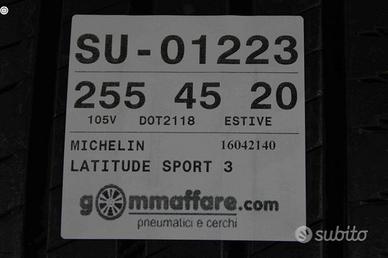 SU-01223
255 45 20
105V DOT2118 ESTIVE
MICHELIN 16042140
LATITUDE SPORT 3
gommaffare.com
pneumatici e cerchi
subito